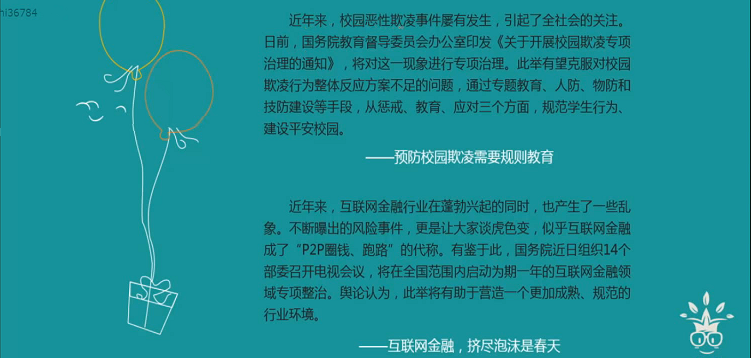 hi36784
近年来，校园恶性欺凌事件屡有发生，引起了全社会的关注。
日前，国务院教育督导委员会办公室印发《关于开展校园欺凌专项
治理的通知》，将对这一现象进行专项治理。此举有望克服对校园
欺凌行为整体反应方案不足的问题，通过专题教育、人防、物防和
技防建设等手段，从惩戒、教育、应对三个方面，规范学生行为、
建设平安校园。
——预防校园欺凌需要规则教育
近年来，互联网金融行业在蓬勃兴起的同时，也产生了一些乱
象。不断曝出的风险事件，更是让大家谈虎色变，似乎互联网金融
成了“P2P圈钱、跑路”的代称。有鉴于此，国务院近日组织14个
部委召开电视会议，将在全国范围内启动为期一年的互联网金融领
域专项整治。舆论认为，此举将有助于营造一个更加成熟、规范的
行业环境。
——互联网金融，挤尽泡沫是春天